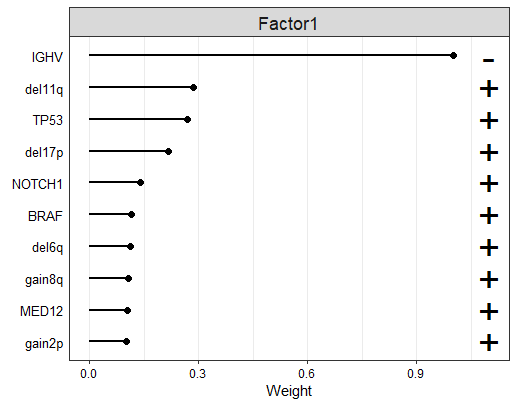 Factor1
IGHV -
del11q +
TP53 +
del17p +
NOTCH1 +
BRAF +
del6q +
gain8q +
MED12 +
gain2p +
0.0 0.3 0.6 0.9
Weight